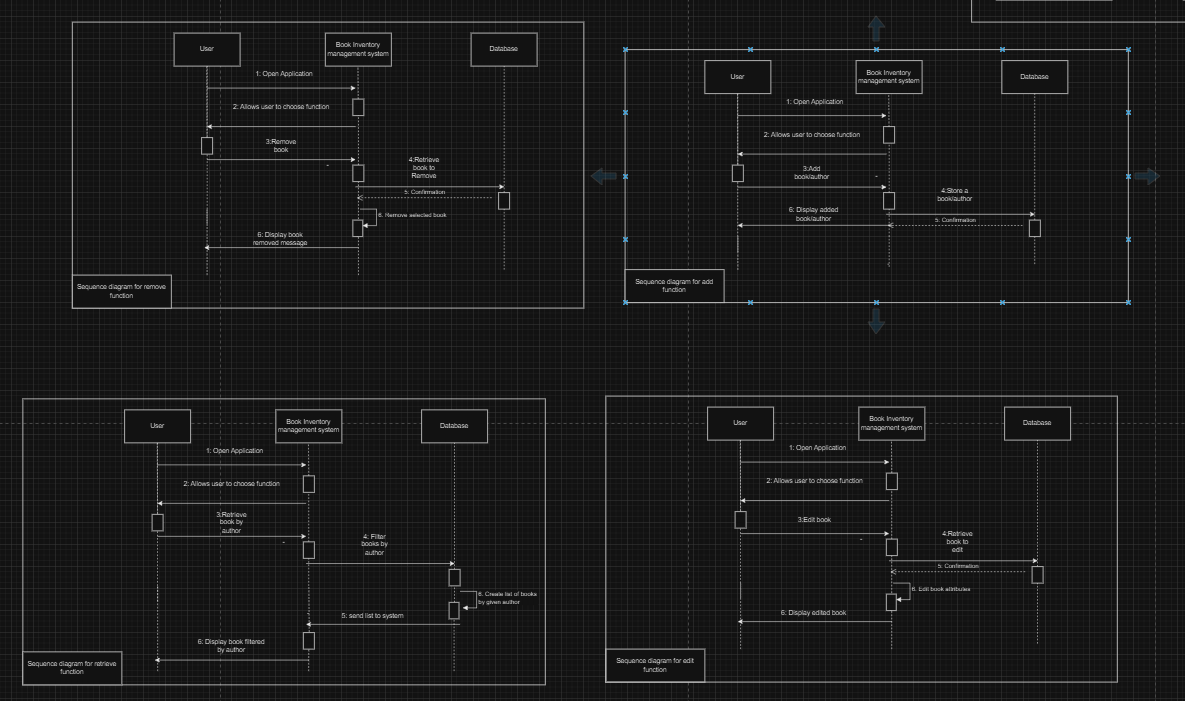 User
Book Inventory
management system
Database
1: Open Application
2: Allows user to choose function
3:Remove
book
4:Retrieve
book to
Remove
5: Confirmation
6. Remove selected book
6: Display book
removed message
Sequence diagram for remove
function
User
Book Inventory
management system
Database
1: Open Application
2: Allows user to choose function
3:Add
book/author
4:Store a
book/author
6: Display added
book/author
5: Confirmation
Sequence diagram for add
function
User
Book Inventory
management system
Database
1: Open Application
2: Allows user to choose function
3:Retrieve
book by
author
4: Filter
books by
author
6. Create list of books
by given author
5: send list to system
6: Display book filtered
by author
Sequence diagram for retrieve
function
User
Book Inventory
management system
Database
1: Open Application
2: Allows user to choose function
3:Edit book
4:Retrieve
book to
edit
5: Confirmation
6. Edit book attributes
6: Display edited book
Sequence diagram for edit
function